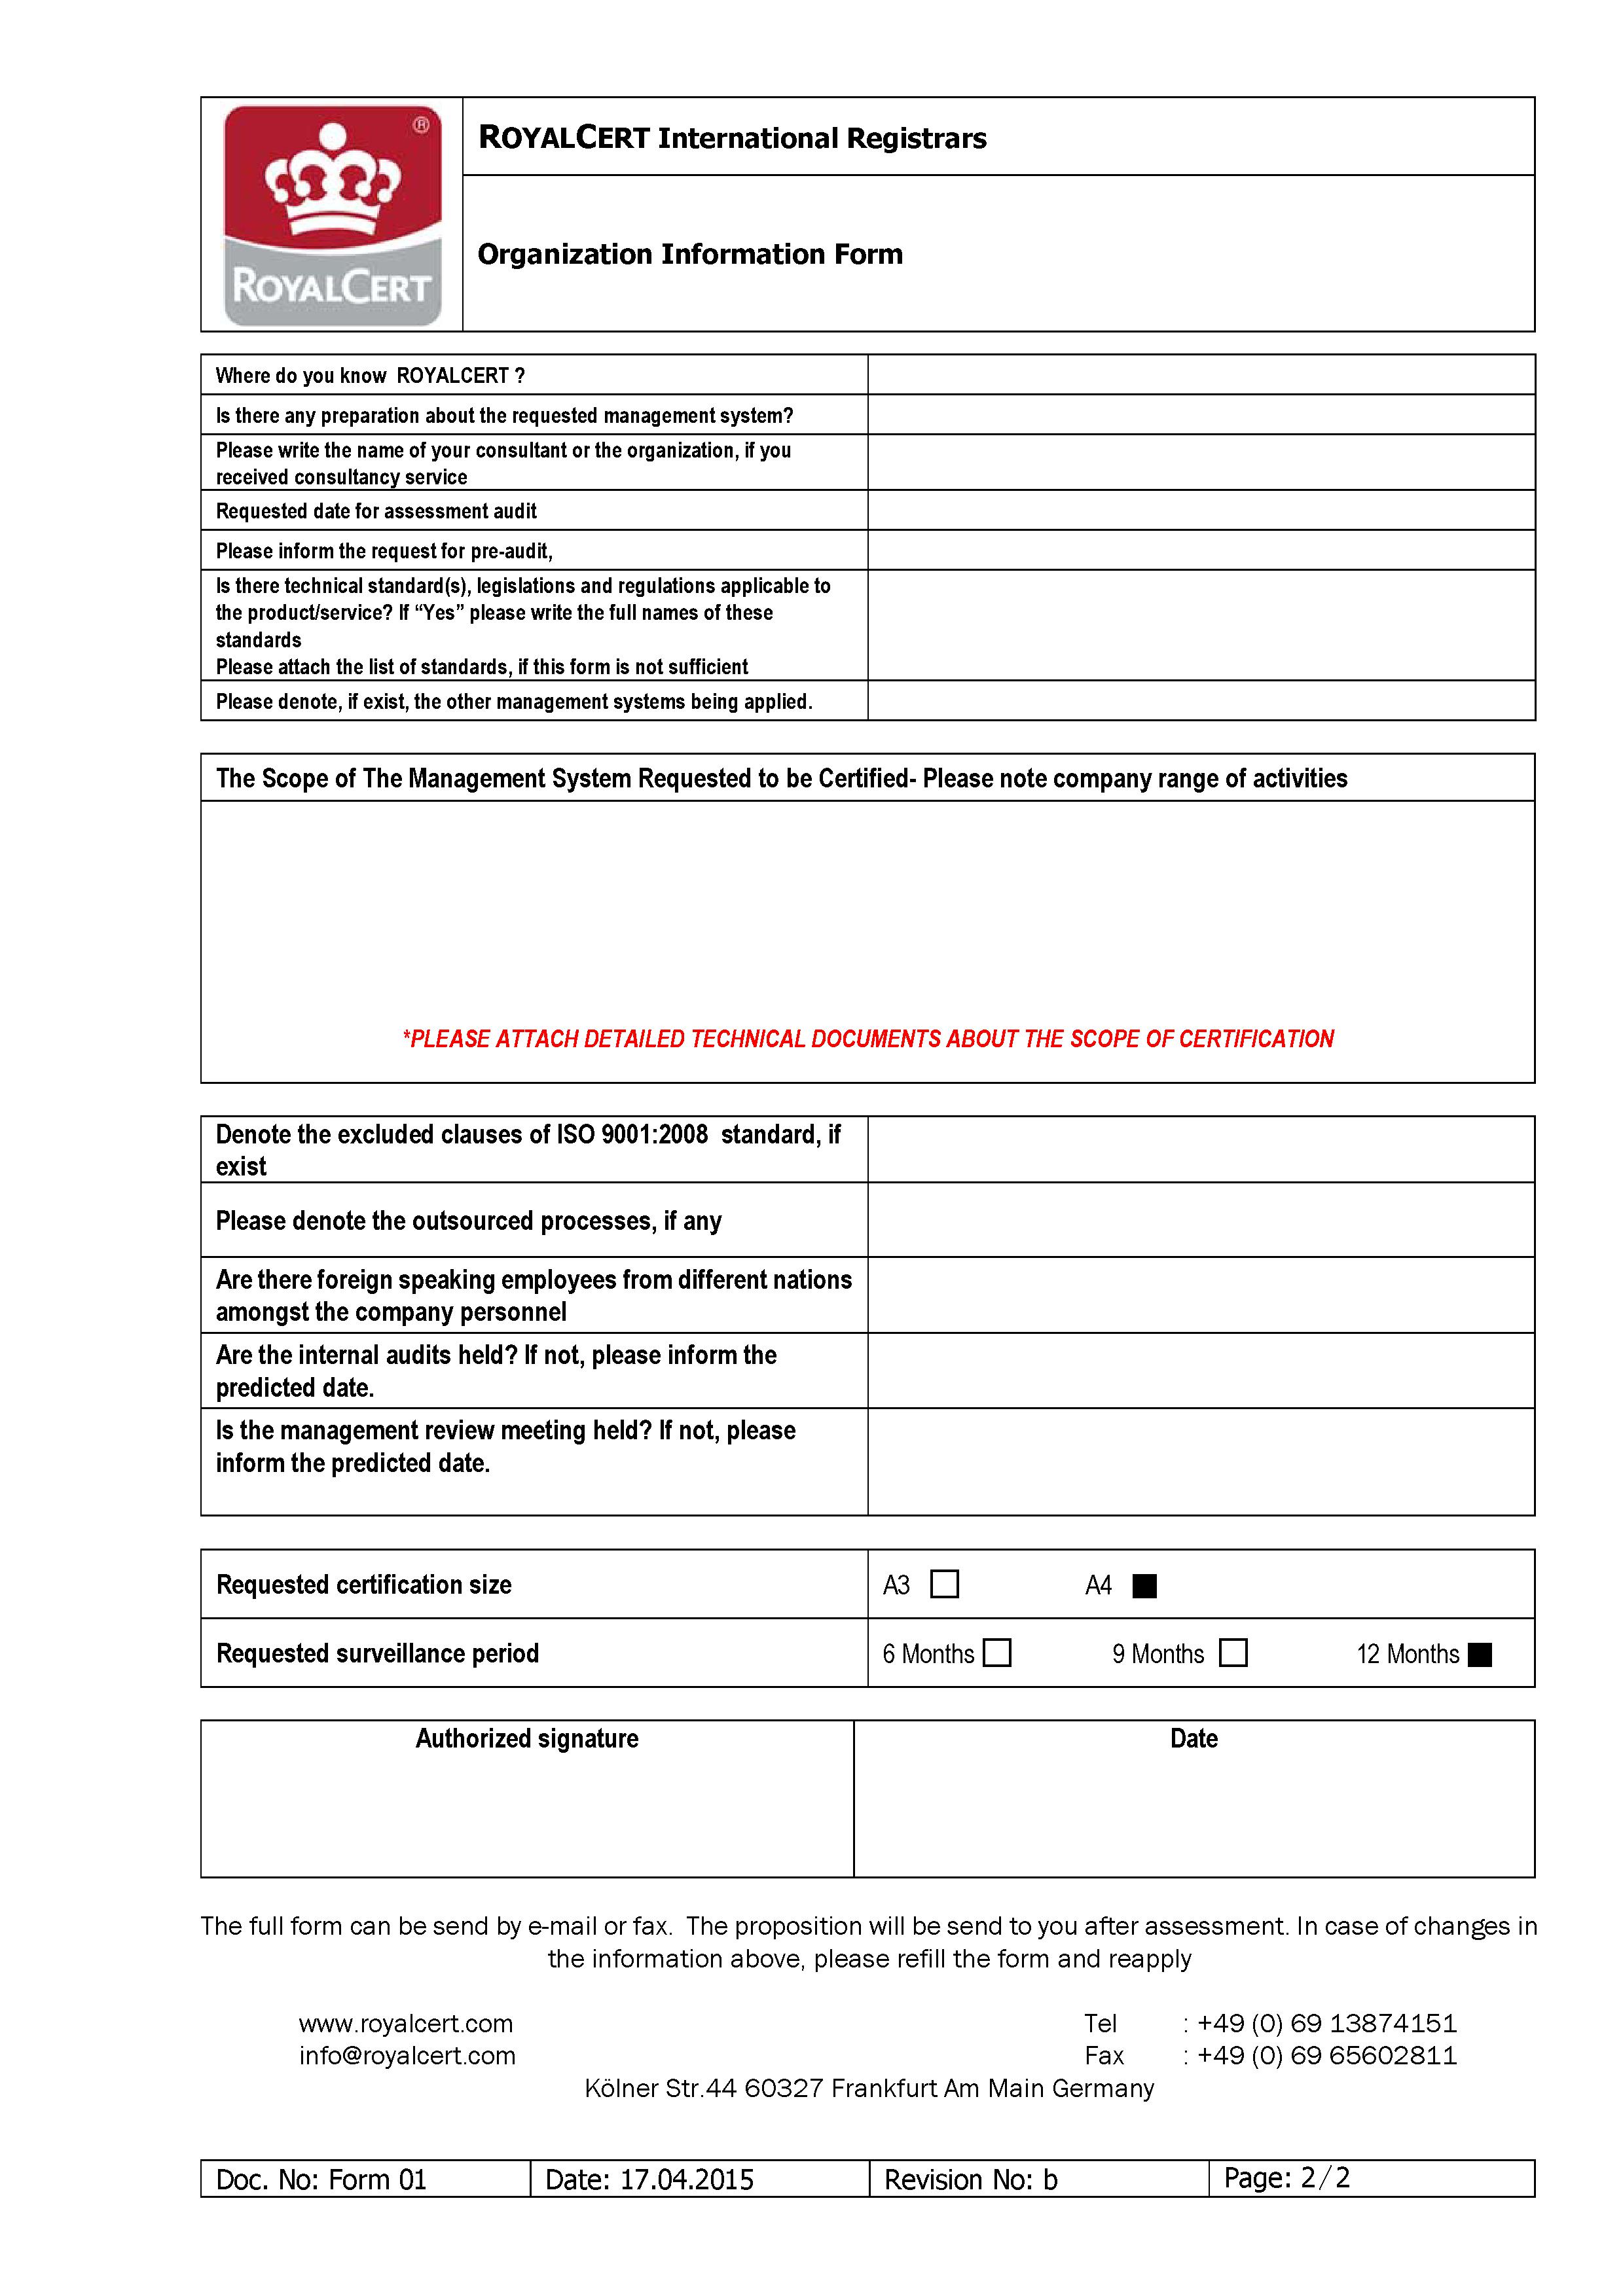 ®
ROYALCERT
ROYALCERT International Registrars
Organization Information Form
Where do you know  ROYALCERT ?
Is there any preparation about the requested management system?
Please write the name of your consultant or the organization, if you
received consultancy service
Requested date for assessment audit
Please inform the request for pre-audit,
Is there technical standard(s), legislations and regulations applicable to
the product/service? If “Yes” please write the full names of these
standards
Please attach the list of standards, if this form is not sufficient
Please denote, if exist, the other management systems being applied.
The Scope of The Management System Requested to be Certified- Please note company range of activities
*PLEASE ATTACH DETAILED TECHNICAL DOCUMENTS ABOUT THE SCOPE OF CERTIFICATION
Denote the excluded clauses of ISO 9001:2008  standard, if
exist
Please denote the outsourced processes, if any
Are there foreign speaking employees from different nations
amongst the company personnel
Are the internal audits held? If not, please inform the
predicted date.
Is the management review meeting held? If not, please
inform the predicted date.
Requested certification size A3 ☐ A4 ■
Requested surveillance period 6 Months ☐ 9 Months ☐ 12 Months ■
Authorized signature Date
The full form can be send by e-mail or fax.  The proposition will be send to you after assessment. In case of changes in
the information above, please refill the form and reapply
www.royalcert.com Tel : +49 (0) 69 13874151
info@royalcert.com Fax : +49 (0) 69 65602811
Kölner Str.44 60327 Frankfurt Am Main Germany
Doc. No: Form 01 Date: 17.04.2015 Revision No: b Page: 2/2